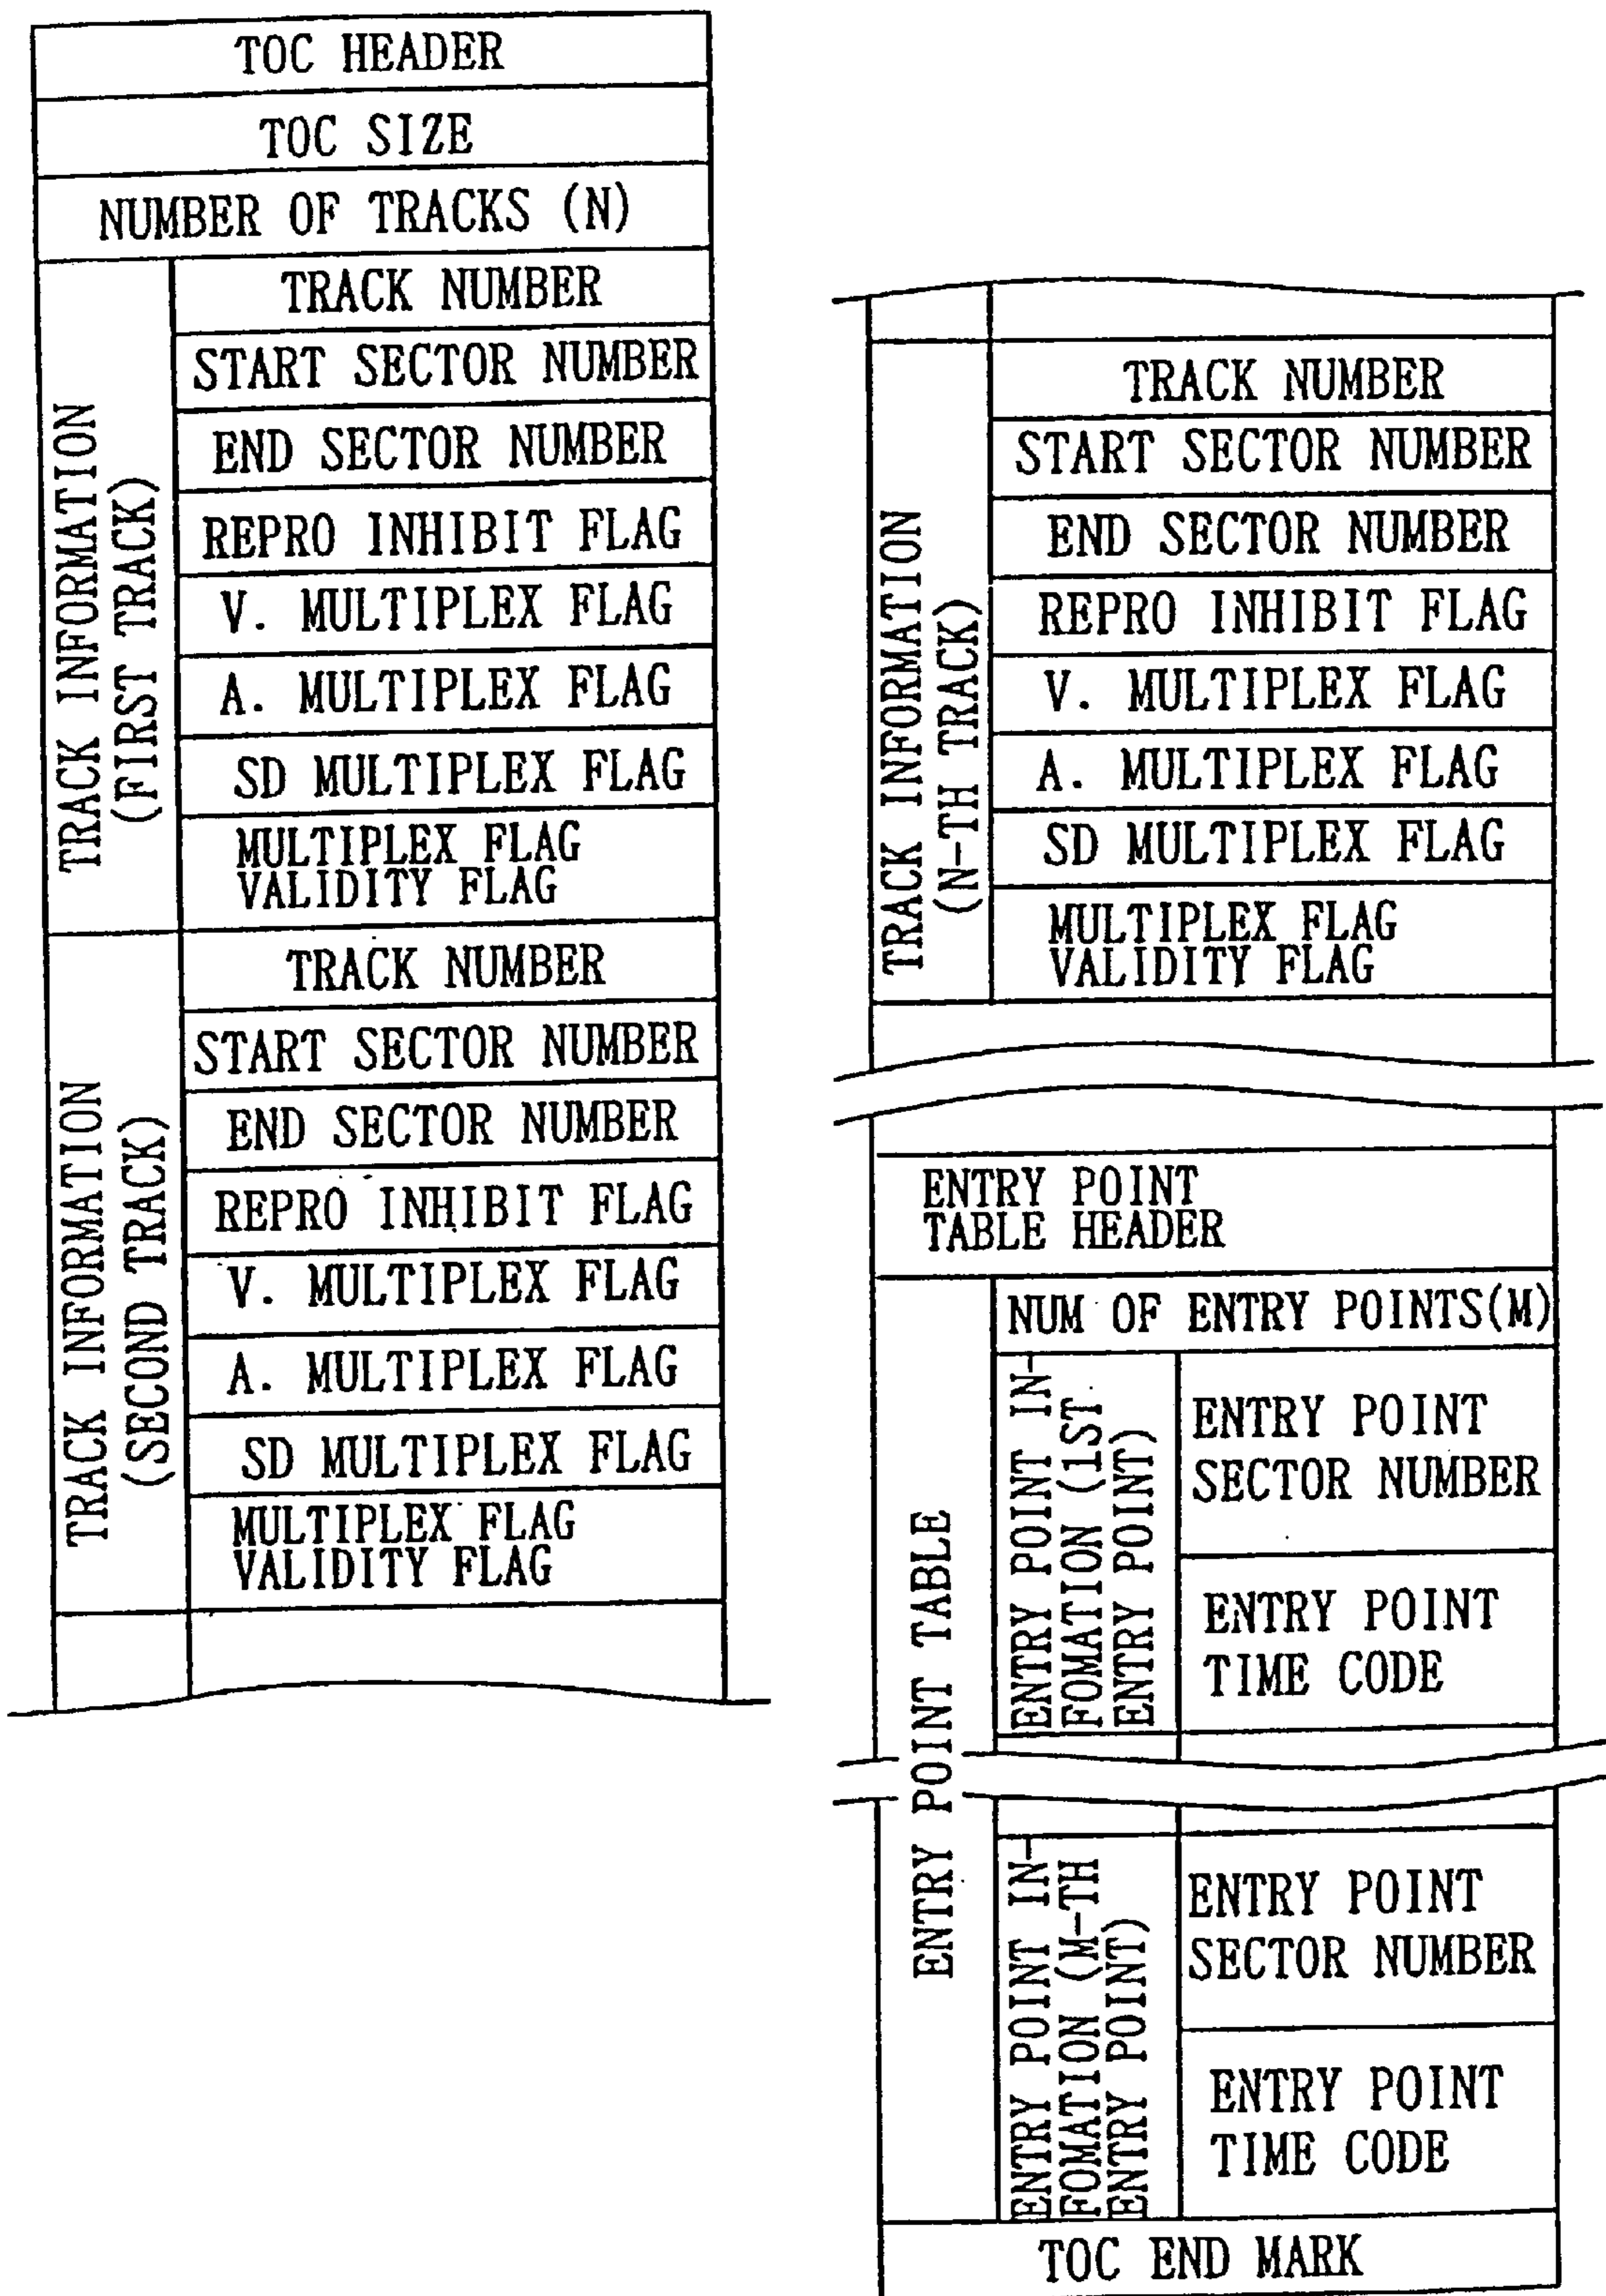 TOC HEADER
TOC SIZE
NUMBER OF TRACKS (N)
TRACK INFORMATION
(FIRST TRACK)
TRACK NUMBER
START SECTOR NUMBER
END SECTOR NUMBER
REPRO INHIBIT FLAG
V. MULTIPLEX FLAG
A. MULTIPLEX FLAG
SD MULTIPLEX FLAG
MULTIPLEX FLAG
VALIDITY FLAG
TRACK INFORMATION
(SECOND TRACK)
TRACK NUMBER
START SECTOR NUMBER
END SECTOR NUMBER
REPRO INHIBIT FLAG
V. MULTIPLEX FLAG
A. MULTIPLEX FLAG
SD MULTIPLEX FLAG
MULTIPLEX FLAG
VALIDITY FLAG
TRACK INFORMATION
(N-TH TRACK)
TRACK NUMBER
START SECTOR NUMBER
END SECTOR NUMBER
REPRO INHIBIT FLAG
V. MULTIPLEX FLAG
A. MULTIPLEX FLAG
SD MULTIPLEX FLAG
MULTIPLEX FLAG
VALIDITY FLAG
ENTRY POINT
TABLE HEADER
ENTRY POINT TABLE
NUM OF ENTRY POINTS(M)
ENTRY POINT IN-
FOMATION (1ST
ENTRY POINT)
ENTRY POINT
SECTOR NUMBER
ENTRY POINT
TIME CODE
ENTRY POINT IN-
FOMATION (M-TH
ENTRY POINT)
ENTRY POINT
SECTOR NUMBER
ENTRY POINT
TIME CODE
TOC END MARK